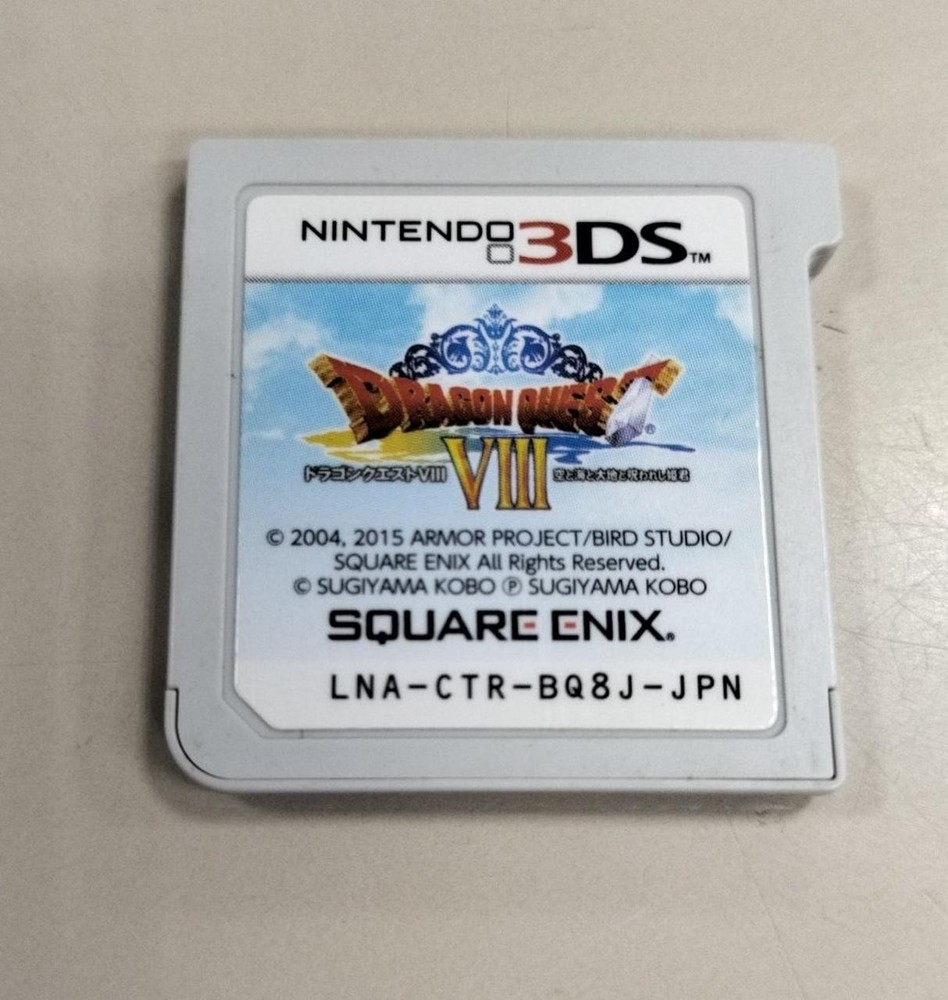 NINTENDO 3DS™
DRAGON QUEST®
ドラゴンクエストVIII VIII 空と海と大地と呪われし姫君
© 2004, 2015 ARMOR PROJECT/BIRD STUDIO/
SQUARE ENIX All Rights Reserved.
© SUGIYAMA KOBO ℗ SUGIYAMA KOBO
SQUARE ENIX®
LNA-CTR-BQ8J-JPN